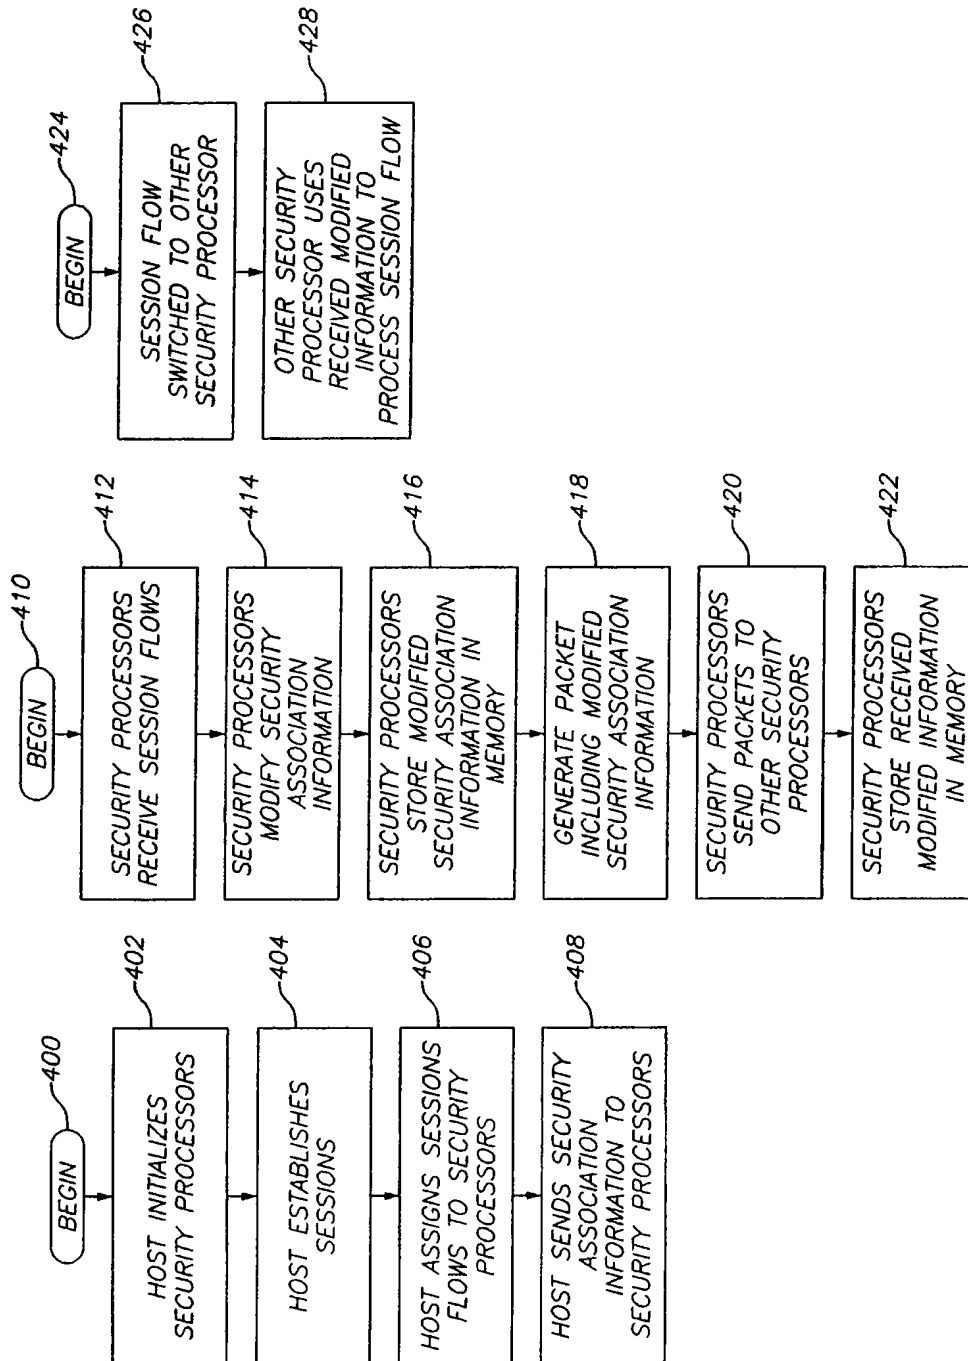 BEGIN
400
HOST INITIALIZES
SECURITY PROCESSORS
402
HOST ESTABLISHES
SESSIONS
404
HOST ASSIGNS SESSIONS
FLOWS TO SECURITY
PROCESSORS
406
HOST SENDS SECURITY
ASSOCIATION
INFORMATION TO
SECURITY PROCESSORS
408
BEGIN
410
SECURITY PROCESSORS
RECEIVE SESSION FLOWS
412
SECURITY PROCESSORS
MODIFY SECURITY
ASSOCIATION
INFORMATION
414
SECURITY PROCESSORS
STORE MODIFIED
SECURITY ASSOCIATION
INFORMATION IN
MEMORY
416
GENERATE PACKET
INCLUDING MODIFIED
SECURITY ASSOCIATION
INFORMATION
418
SECURITY PROCESSORS
SEND PACKETS TO
OTHER SECURITY
PROCESSORS
420
SECURITY PROCESSORS
STORE RECEIVED
MODIFIED INFORMATION
IN MEMORY
422
BEGIN
424
SESSION FLOW
SWITCHED TO OTHER
SECURITY PROCESSOR
426
OTHER SECURITY
PROCESSOR USES
RECEIVED MODIFIED
INFORMATION TO
PROCESS SESSION FLOW
428